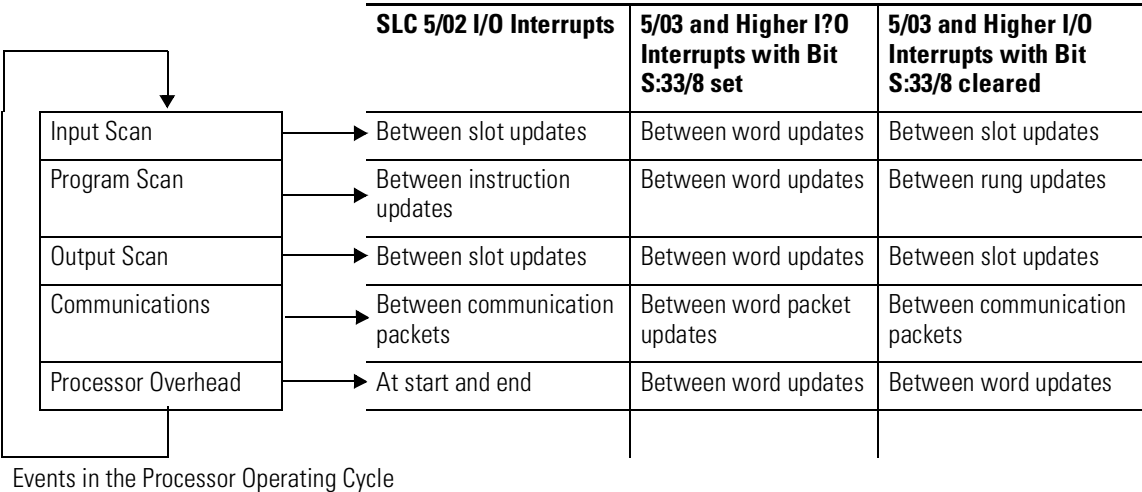 SLC 5/02 I/O Interrupts
5/03 and Higher I?O
Interrupts with Bit
S:33/8 set
5/03 and Higher I/O
Interrupts with Bit
S:33/8 cleared
Input Scan
Between slot updates
Between word updates
Between slot updates
Program Scan
Between instruction
updates
Between word updates
Between rung updates
Output Scan
Between slot updates
Between word updates
Between slot updates
Communications
Between communication
packets
Between word packet
updates
Between communication
packets
Processor Overhead
At start and end
Between word updates
Between word updates
Events in the Processor Operating Cycle